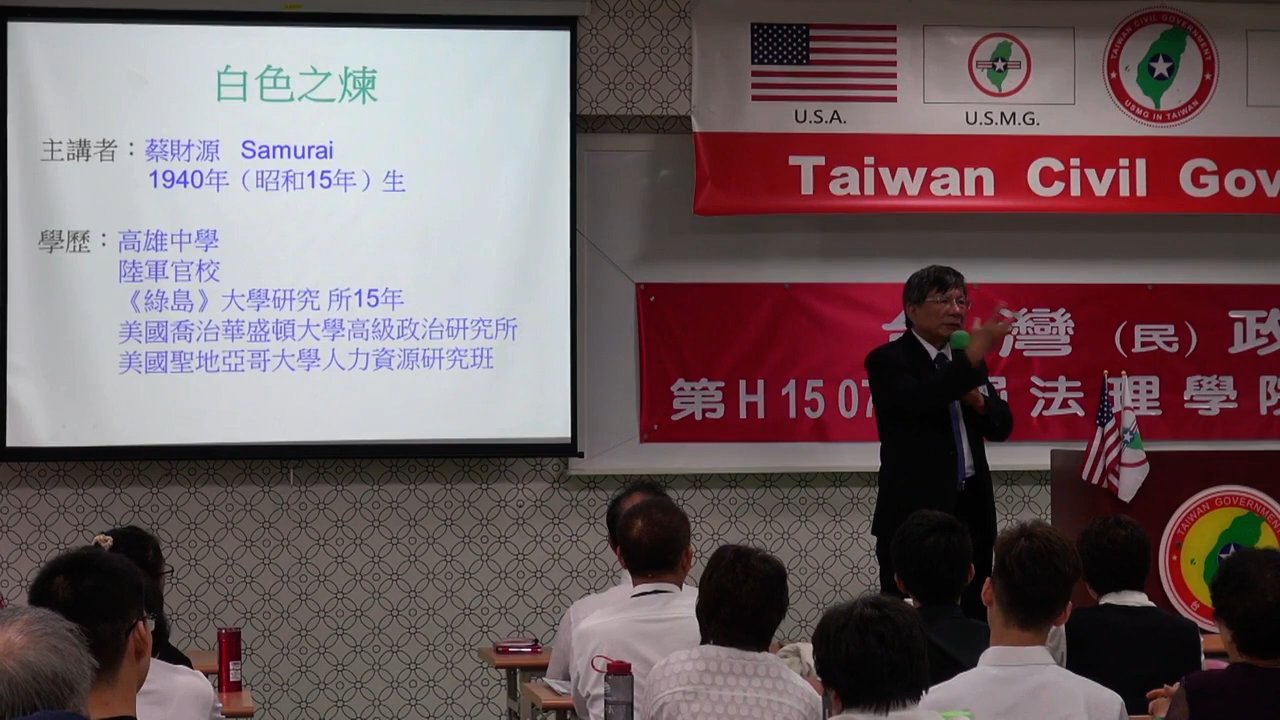 白色之煉
主講者：蔡財源 Samurai
1940年（昭和15年）生
學歷：高雄中學
陸軍官校
《綠島》大學研究 所15年
美國喬治華盛頓大學高級政治研究所
美國聖地亞哥大學人力資源研究班
U.S.A.
U.S.M.G.
TAIWAN CIVIL GOVERNMENT
USMG IN TAIWAN
Taiwan Civil Gov
灣（民）政
第H 15 07 屆法理學院
TAIWAN GOVERNMENT